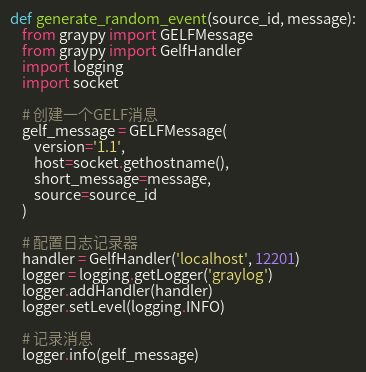 def generate_random_event(source_id, message):
from graypy import GELFMessage
from graypy import GelfHandler
import logging
import socket
# 创建一个GELF消息
gelf_message = GELFMessage(
version='1.1',
host=socket.gethostname(),
short_message=message,
source=source_id
)
# 配置日志记录器
handler = GelfHandler('localhost', 12201)
logger = logging.getLogger('graylog')
logger.addHandler(handler)
logger.setLevel(logging.INFO)
# 记录消息
logger.info(gelf_message)